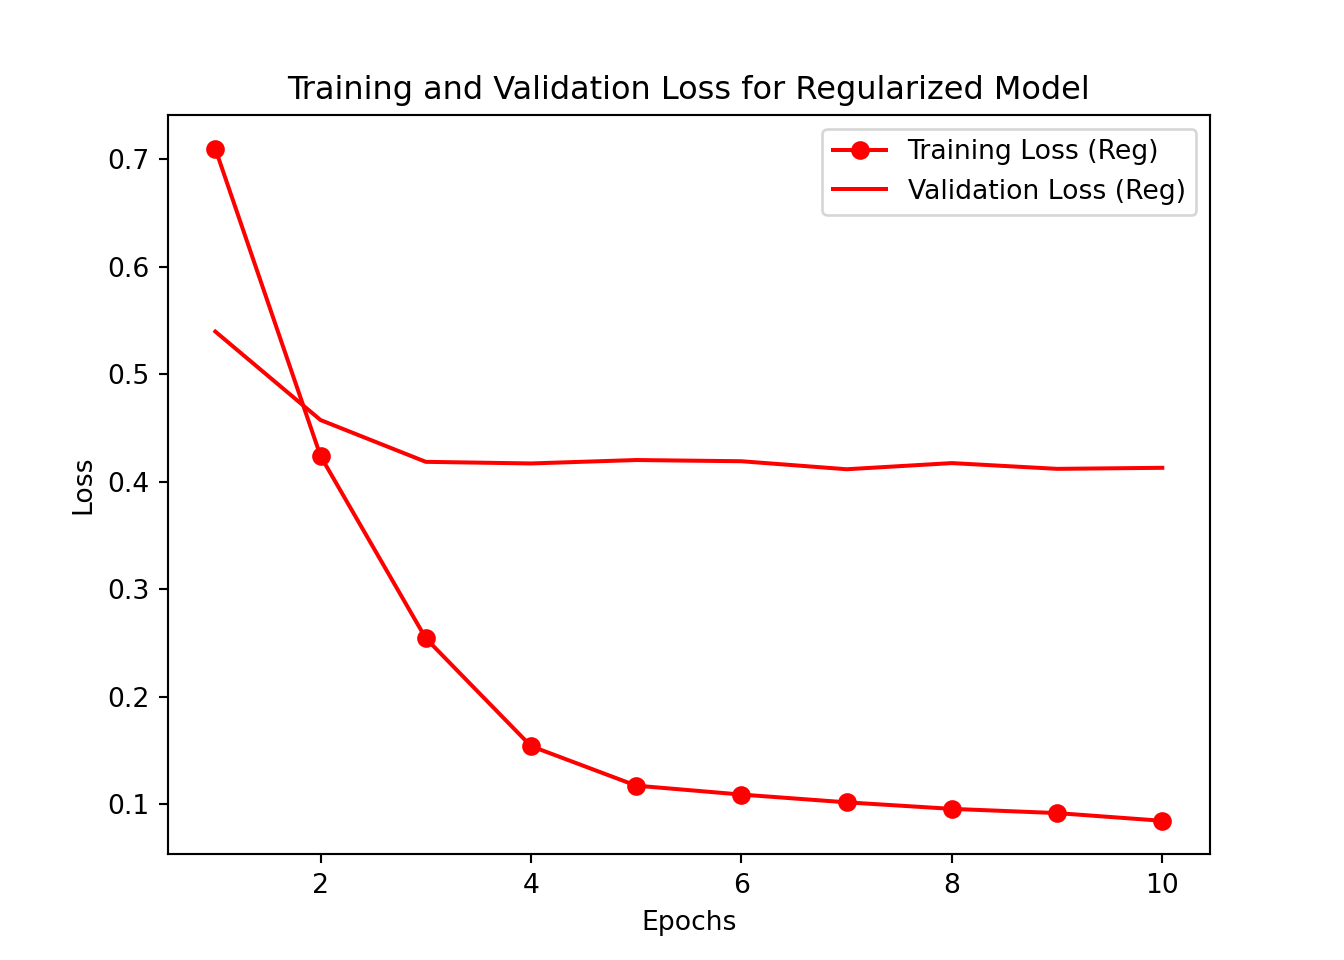 Training and Validation Loss for Regularized Model
Training Loss (Reg)
Validation Loss (Reg)
Loss
0.7
0.6
0.5
0.4
0.3
0.2
0.1
2 4 6 8 10
Epochs